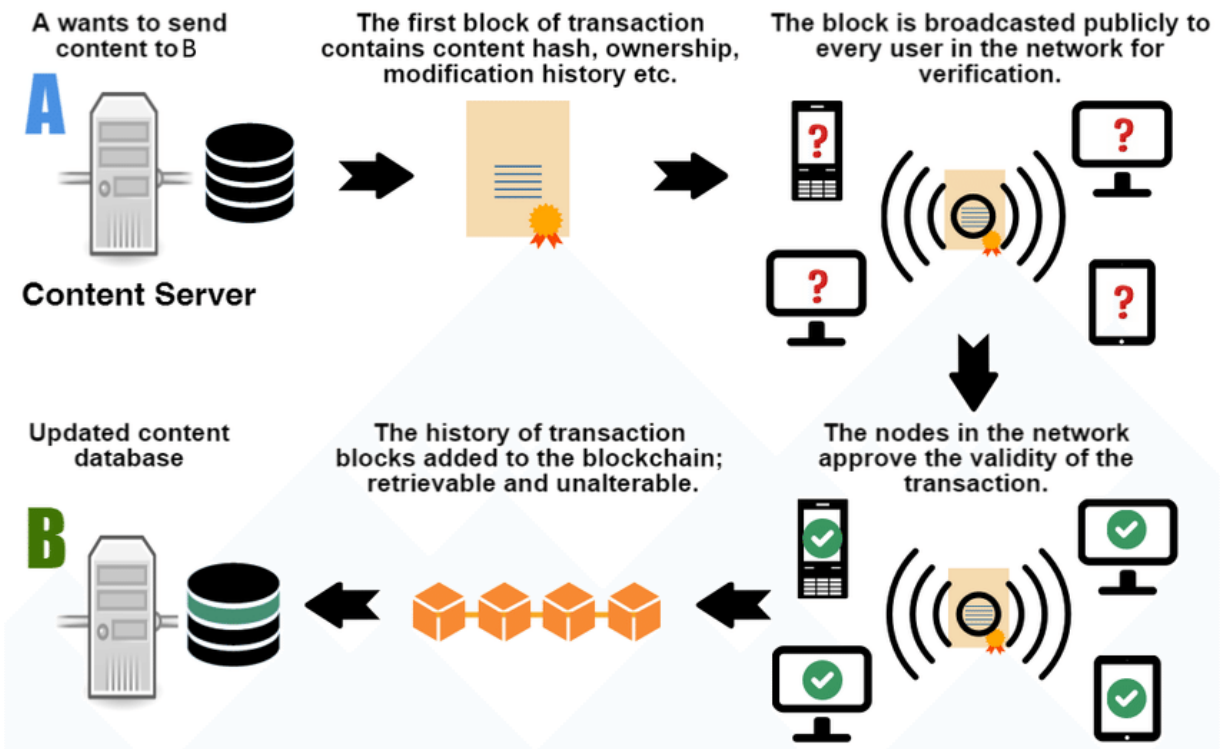 A wants to send
content to B
The first block of transaction
contains content hash, ownership,
modification history etc.
The block is broadcasted publicly to
every user in the network for
verification.
A
?
?
?
?
Content Server
Updated content
database
The history of transaction
blocks added to the blockchain;
retrievable and unalterable.
The nodes in the network
approve the validity of the
transaction.
B